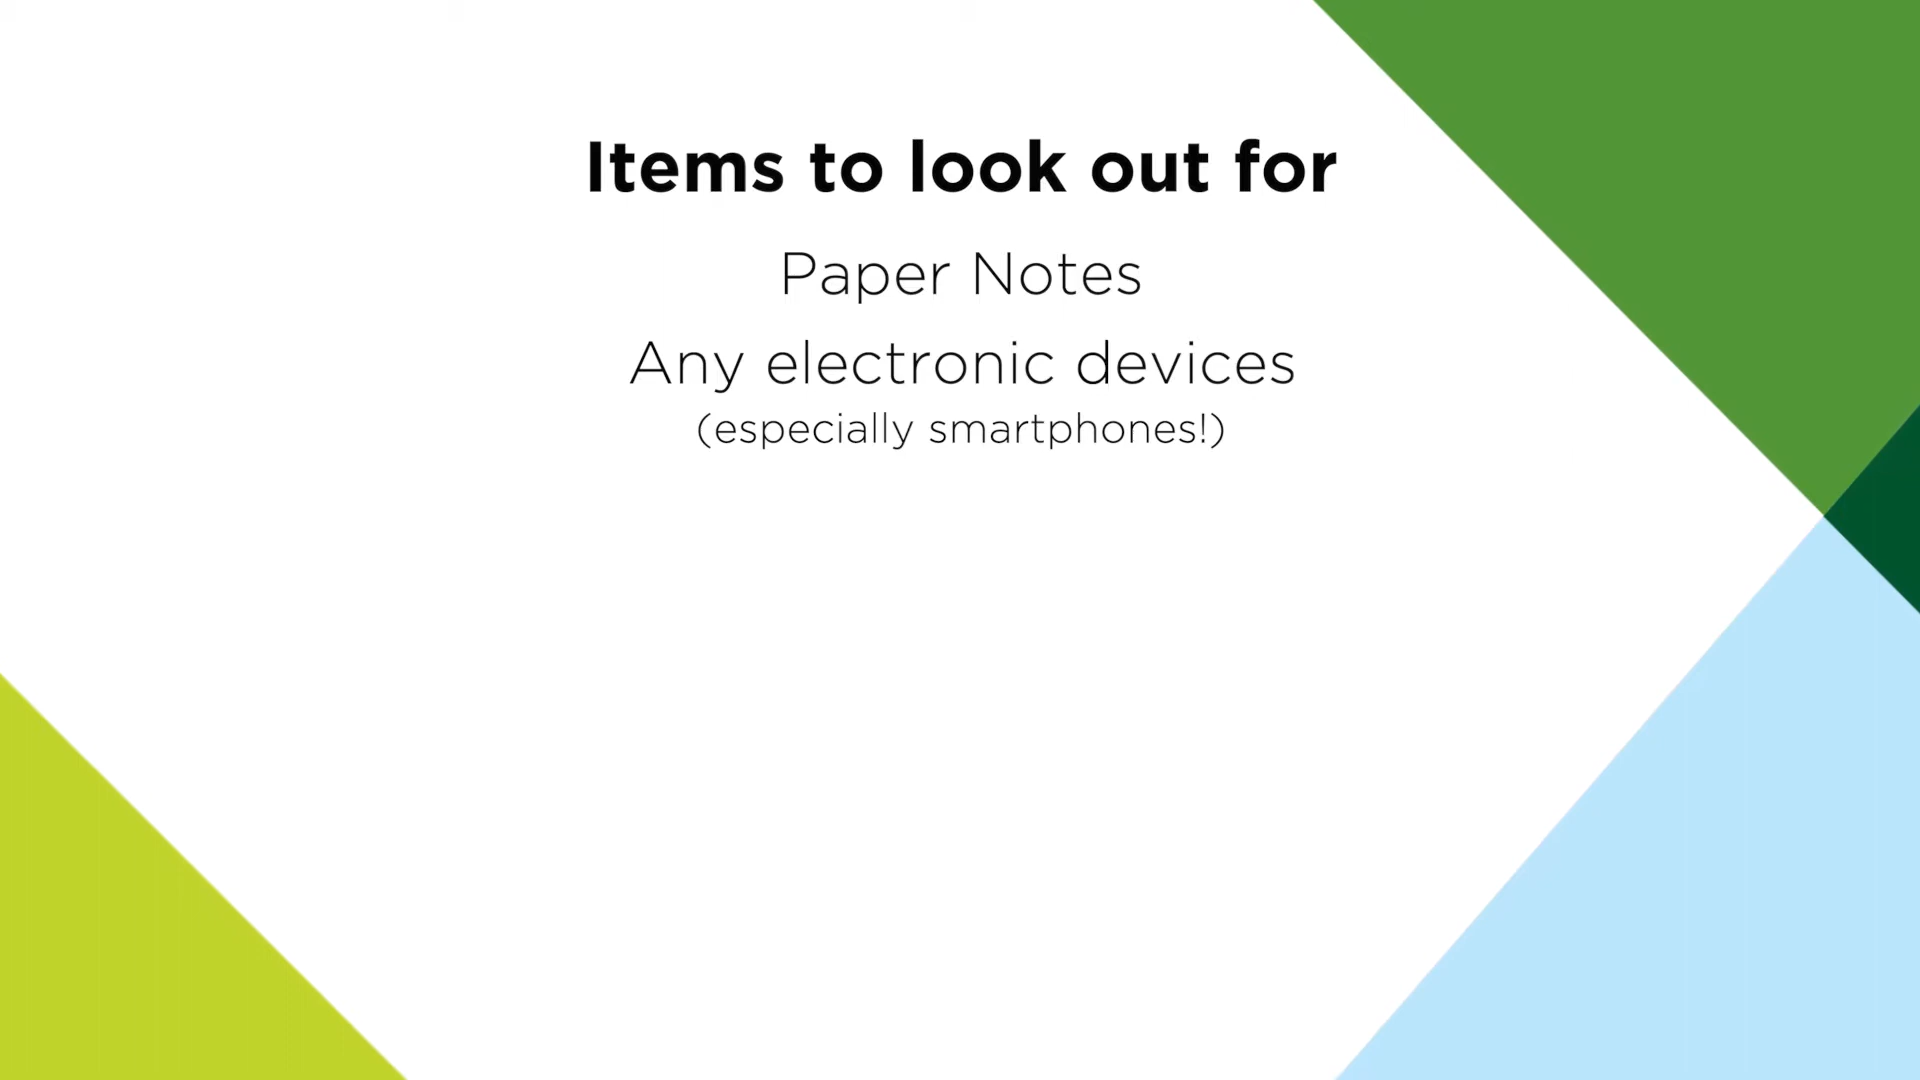 Items to look out for
Paper Notes
Any electronic devices
(especially smartphones!)